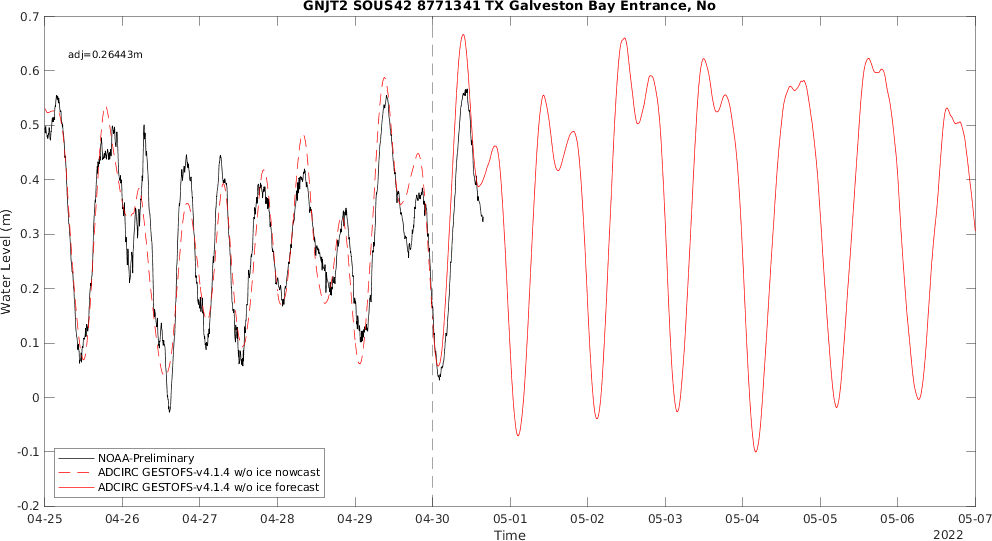 GNJT2 SOUS42 8771341 TX Galveston Bay Entrance, No
adj=0.26443m
Water Level (m)
0.7
0.6
0.5
0.4
0.3
0.2
0.1
0
-0.1
-0.2
NOAA-Preliminary
ADCIRC GESTOFS-v4.1.4 w/o ice nowcast
ADCIRC GESTOFS-v4.1.4 w/o ice forecast
04-25 04-26 04-27 04-28 04-29 04-30 05-01 05-02 05-03 05-04 05-05 05-06 05-07
Time
2022